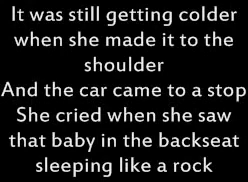 It was still getting colder
when she made it to the
shoulder
And the car came to a stop
She cried when she saw
that baby in the backseat
sleeping like a rock